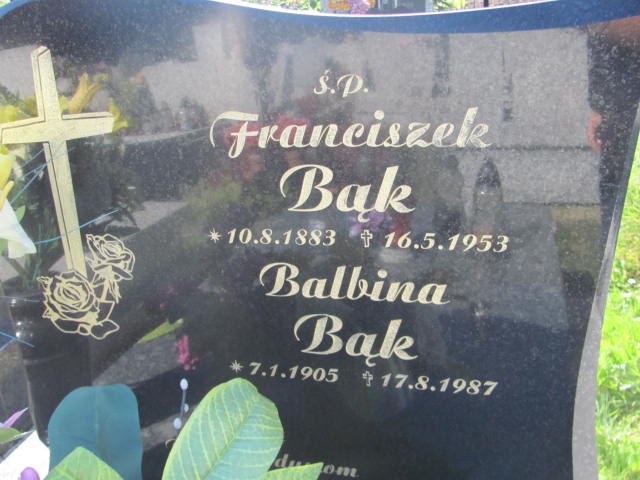 ś.p.
Franciszek
Bąk
* 10.8.1883 † 16.5.1953
Balbina
Bąk
* 7.1.1905 † 17.8.1987